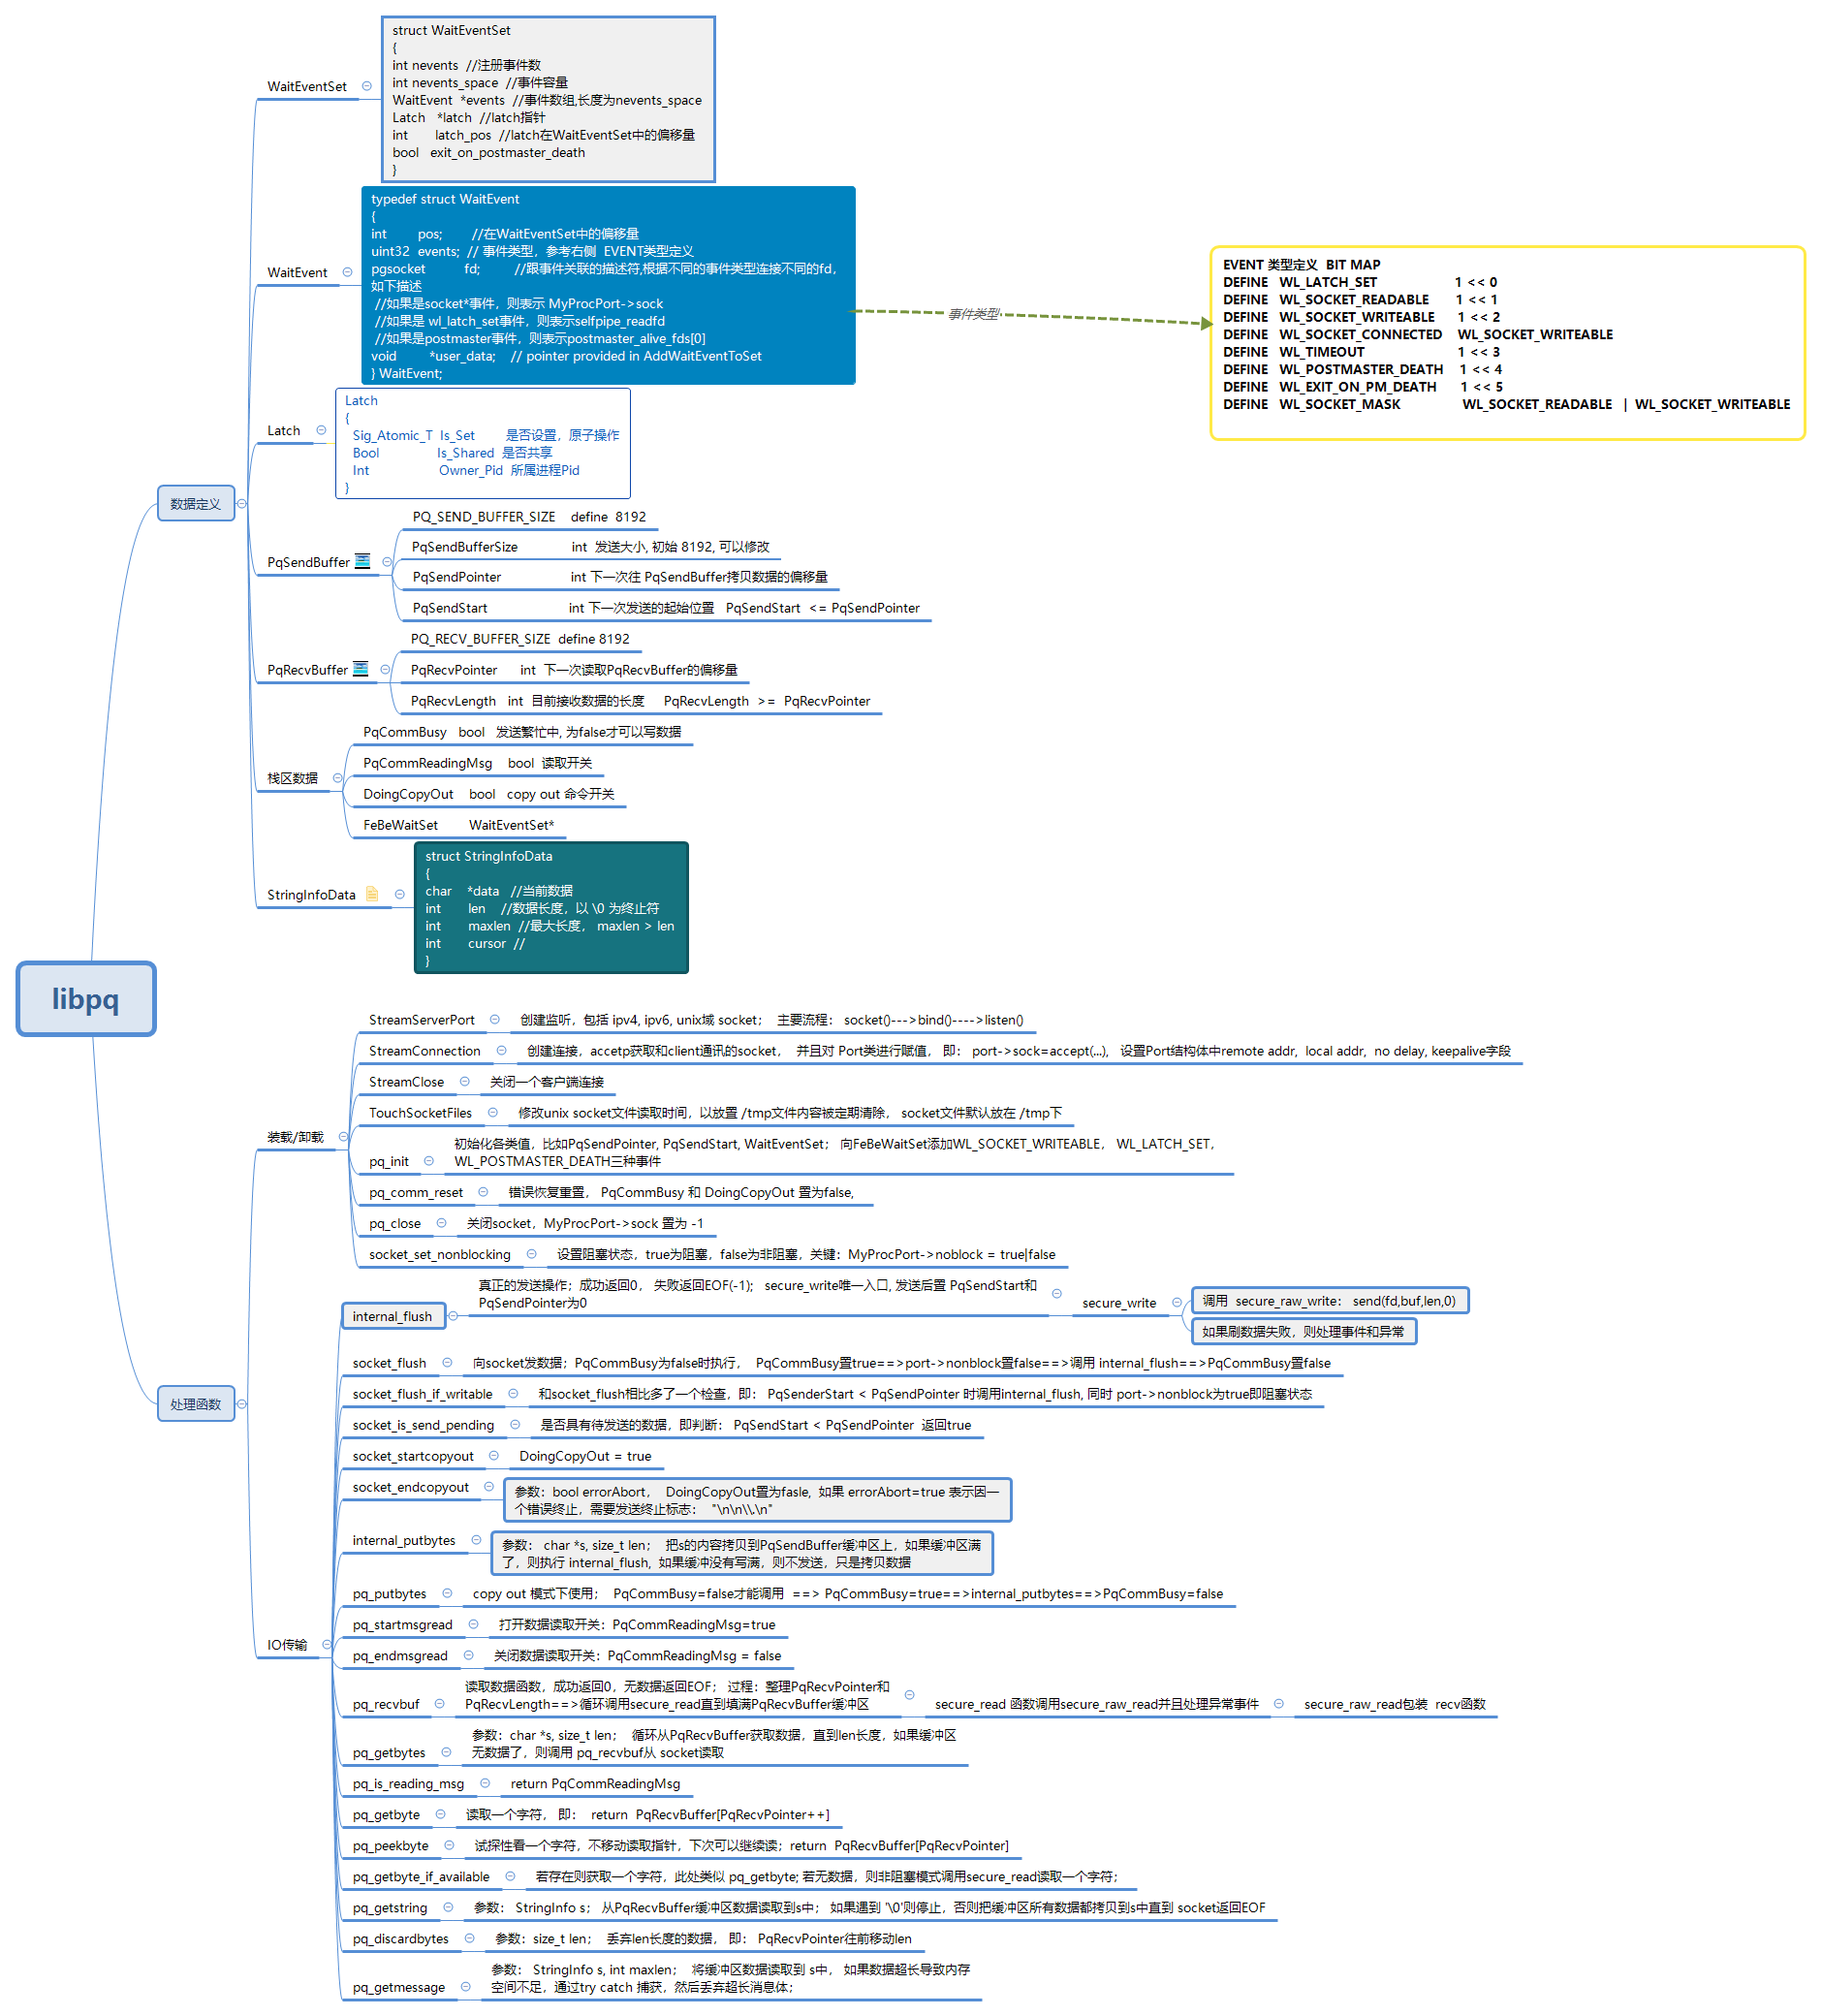 libpq
数据定义
WaitEventSet
struct WaitEventSet
{
int nevents  //注册事件数
int nevents_space  //事件容量
WaitEvent  *events  //事件数组,长度为nevents_space
Latch   *latch  //latch指针
int       latch_pos  //latch在WaitEventSet中的偏移量
bool   exit_on_postmaster_death
}
WaitEvent
typedef struct WaitEvent
{
int        pos;        //在WaitEventSet中的偏移量
uint32  events;  // 事件类型，参考右侧  EVENT类型定义
pgsocket          fd;         //跟事件关联的描述符,根据不同的事件类型连接不同的fd，
如下描述
//如果是socket*事件，则表示 MyProcPort->sock
//如果是 wl_latch_set事件，则表示selfpipe_readfd
//如果是postmaster事件，则表示postmaster_alive_fds[0]
void        *user_data;    // pointer provided in AddWaitEventToSet
} WaitEvent;
事件类型
EVENT 类型定义  BIT MAP
DEFINE   WL_LATCH_SET                    1 << 0
DEFINE   WL_SOCKET_READABLE       1 << 1
DEFINE   WL_SOCKET_WRITEABLE      1 << 2
DEFINE   WL_SOCKET_CONNECTED    WL_SOCKET_WRITEABLE
DEFINE   WL_TIMEOUT                        1 << 3
DEFINE   WL_POSTMASTER_DEATH    1 << 4
DEFINE   WL_EXIT_ON_PM_DEATH      1 << 5
DEFINE   WL_SOCKET_MASK                WL_SOCKET_READABLE   |  WL_SOCKET_WRITEABLE
Latch
Latch
{
Sig_Atomic_T  Is_Set        是否设置，原子操作
Bool               Is_Shared  是否共享
Int                  Owner_Pid  所属进程Pid
}
PqSendBuffer
PQ_SEND_BUFFER_SIZE    define  8192
PqSendBufferSize              int  发送大小, 初始 8192, 可以修改
PqSendPointer                  int 下一次往 PqSendBuffer拷贝数据的偏移量
PqSendStart                     int 下一次发送的起始位置   PqSendStart  <= PqSendPointer
PqRecvBuffer
PQ_RECV_BUFFER_SIZE  define 8192
PqRecvPointer      int  下一次读取PqRecvBuffer的偏移量
PqRecvLength   int  目前接收数据的长度     PqRecvLength  >=  PqRecvPointer
栈区数据
PqCommBusy   bool   发送繁忙中, 为false才可以写数据
PqCommReadingMsg    bool  读取开关
DoingCopyOut    bool   copy out 命令开关
FeBeWaitSet        WaitEventSet*
StringInfoData
struct StringInfoData
{
char    *data   //当前数据
int       len    //数据长度，以 \0 为终止符
int       maxlen  //最大长度， maxlen > len
int       cursor  //
}
处理函数
装载/卸载
StreamServerPort
创建监听，包括 ipv4, ipv6, unix域 socket；  主要流程： socket()--->bind()---->listen()
StreamConnection
创建连接，accetp获取和client通讯的socket，  并且对 Port类进行赋值， 即： port->sock=accept(...),   设置Port结构体中remote addr,  local addr,  no delay, keepalive字段
StreamClose
关闭一个客户端连接
TouchSocketFiles
修改unix socket文件读取时间，以放置 /tmp文件内容被定期清除， socket文件默认放在 /tmp下
pq_init
初始化各类值，比如PqSendPointer, PqSendStart, WaitEventSet； 向FeBeWaitSet添加WL_SOCKET_WRITEABLE， WL_LATCH_SET，
WL_POSTMASTER_DEATH三种事件
pq_comm_reset
错误恢复重置， PqCommBusy 和 DoingCopyOut 置为false,
pq_close
关闭socket，MyProcPort->sock 置为 -1
socket_set_nonblocking
设置阻塞状态，true为阻塞，false为非阻塞，关键：MyProcPort->noblock = true|false
IO传输
internal_flush
真正的发送操作；成功返回0， 失败返回EOF(-1);   secure_write唯一入口, 发送后置 PqSendStart和
PqSendPointer为0
secure_write
调用  secure_raw_write： send(fd,buf,len,0)
如果刷数据失败，则处理事件和异常
socket_flush
向socket发数据；PqCommBusy为false时执行，  PqCommBusy置true==>port->nonblock置false==>调用 internal_flush==>PqCommBusy置false
socket_flush_if_writable
和socket_flush相比多了一个检查，即： PqSenderStart < PqSendPointer 时调用internal_flush, 同时 port->nonblock为true即阻塞状态
socket_is_send_pending
是否具有待发送的数据，即判断： PqSendStart < PqSendPointer  返回true
socket_startcopyout
DoingCopyOut = true
socket_endcopyout
参数：bool errorAbort，  DoingCopyOut置为fasle,  如果 errorAbort=true 表示因一
个错误终止，需要发送终止标志：  "\n\n\\.\n"
internal_putbytes
参数： char *s, size_t len；  把s的内容拷贝到PqSendBuffer缓冲区上，如果缓冲区满
了，则执行 internal_flush,  如果缓冲没有写满，则不发送，只是拷贝数据
pq_putbytes
copy out 模式下使用；  PqCommBusy=false才能调用  ==> PqCommBusy=true==>internal_putbytes==>PqCommBusy=false
pq_startmsgread
打开数据读取开关：PqCommReadingMsg=true
pq_endmsgread
关闭数据读取开关：PqCommReadingMsg = false
pq_recvbuf
读取数据函数，成功返回0，无数据返回EOF； 过程：整理PqRecvPointer和
PqRecvLength==>循环调用secure_read直到填满PqRecvBuffer缓冲区
secure_read 函数调用secure_raw_read并且处理异常事件
secure_raw_read包装  recv函数
pq_getbytes
参数：char *s, size_t len；  循环从PqRecvBuffer获取数据，直到len长度，如果缓冲区
无数据了，则调用 pq_recvbuf从 socket读取
pq_is_reading_msg
return PqCommReadingMsg
pq_getbyte
读取一个字符， 即：  return  PqRecvBuffer[PqRecvPointer++]
pq_peekbyte
试探性看一个字符，不移动读取指针，下次可以继续读；return  PqRecvBuffer[PqRecvPointer]
pq_getbyte_if_available
若存在则获取一个字符，此处类似 pq_getbyte; 若无数据，则非阻塞模式调用secure_read读取一个字符；
pq_getstring
参数： StringInfo s； 从PqRecvBuffer缓冲区数据读取到s中； 如果遇到 '\0'则停止，否则把缓冲区所有数据都拷贝到s中直到 socket返回EOF
pq_discardbytes
参数：size_t len；  丢弃len长度的数据， 即： PqRecvPointer往前移动len
pq_getmessage
参数： StringInfo s, int maxlen；  将缓冲区数据读取到 s中， 如果数据超长导致内存
空间不足，通过try catch 捕获，然后丢弃超长消息体；